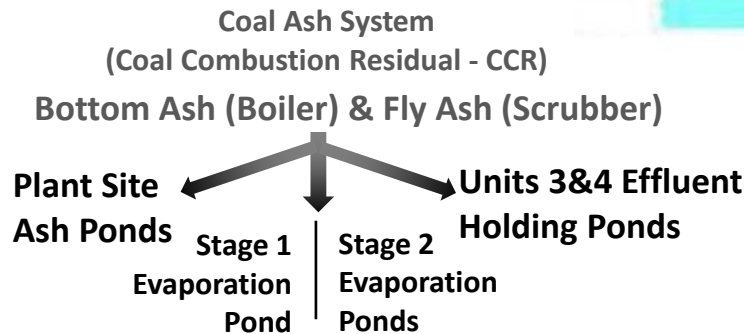 Coal Ash System
(Coal Combustion Residual - CCR)
Bottom Ash (Boiler) & Fly Ash (Scrubber)
Plant Site
Ash Ponds
Stage 1
Evaporation
Pond
Stage 2
Evaporation
Ponds
Units 3&4 Effluent
Holding Ponds